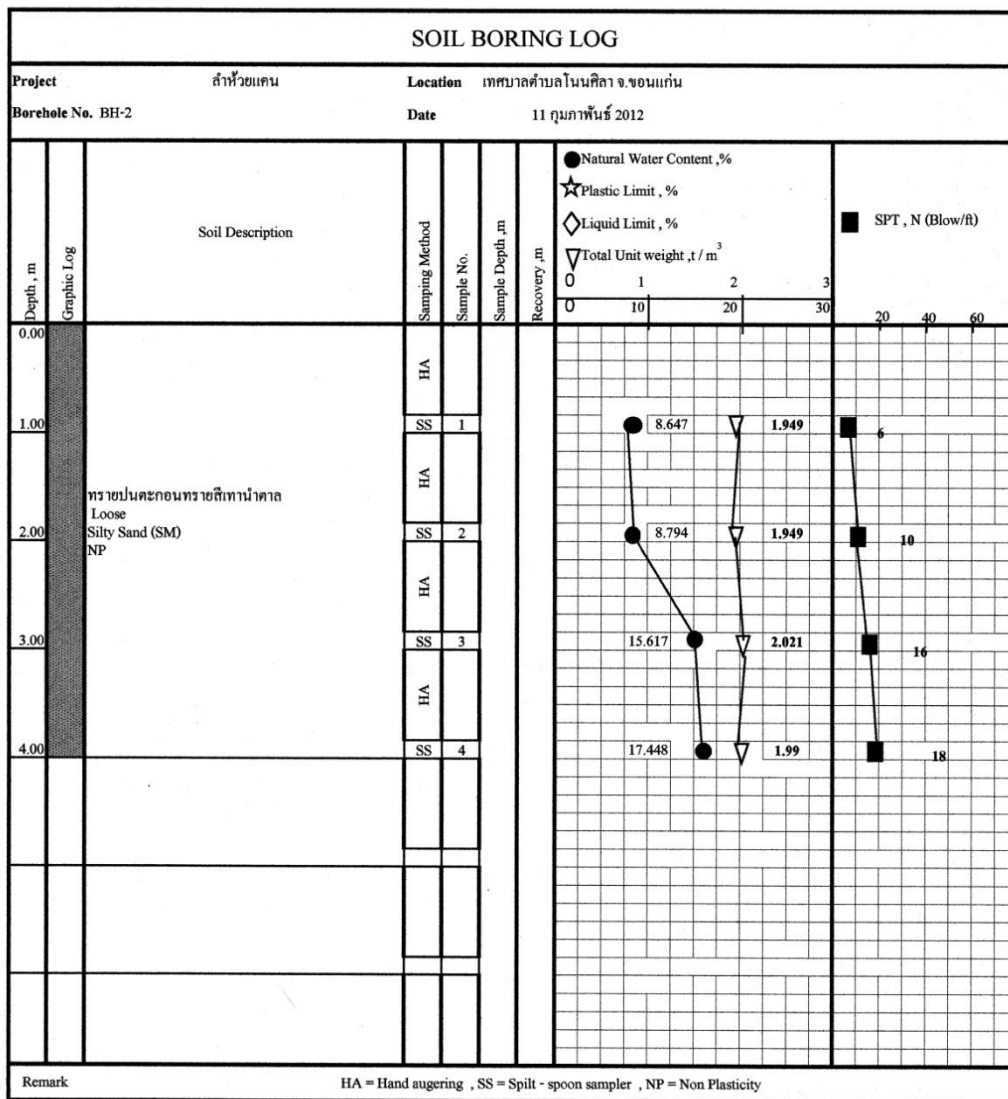 SOIL BORING LOG
Project ลำห้วยแคน Location เทศบาลตำบลโนนศิลา จ.ขอนแก่น
Borehole No. BH-2 Date 11 กุมภาพันธ์ 2012
Depth , m
Graphic Log
Soil Description
Samping Method
Sample No.
Sample Depth ,m
Recovery ,m
Natural Water Content ,%
Plastic Limit , %
Liquid Limit , %
Total Unit weight ,t / m3
0 1 2 3
0 10 20 30
SPT , N (Blow/ft)
20 40 60
0.00
HA
1.00 SS 1 8.647 1.949 6
HA
ทรายปนตะกอนทรายสีเทานำตาล
Loose
2.00 Silty Sand (SM) SS 2 8.794 1.949 10
NP
HA
3.00 SS 3 15.617 2.021 16
HA
4.00 SS 4 17.448 1.99 18
Remark HA = Hand augering , SS = Spilt - spoon sampler , NP = Non Plasticity